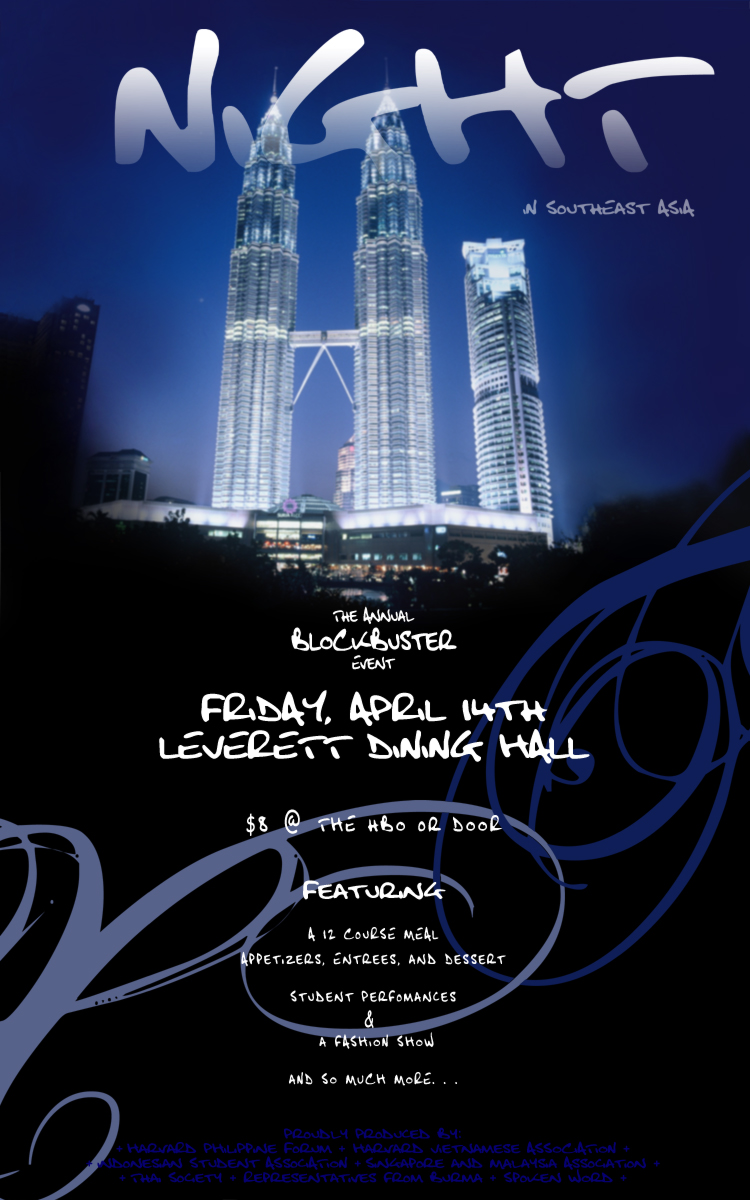 NiGHT
iN SOUTHEAST ASiA
THE ANNUAL
BLOCKBUSTER
EVENT
FRiDAY, APRiL 14TH
LEVERETT DiNiNG HALL
$8 @ THE HBO OR DOOR
FEATURiNG
A 12 COURSE MEAL
APPETiZERS, ENTREES, AND DESSERT
STUDENT PERFOMANCES
&
A FASHiON SHOW
AND SO MUCH MORE. . .
PROUDLY PRODUCED BY:
+ HARVARD PHiLIPPINE FORUM + HARVARD VIETNAMESE ASSOCIATION +
+ INDONESIAN STUDENT ASSOCIATION + SINGAPORE AND MALAYSIA ASSOCIATION +
+ THAI SOCIETY + REPRESENTATIVES FROM BURMA + SPOKEN WORD +